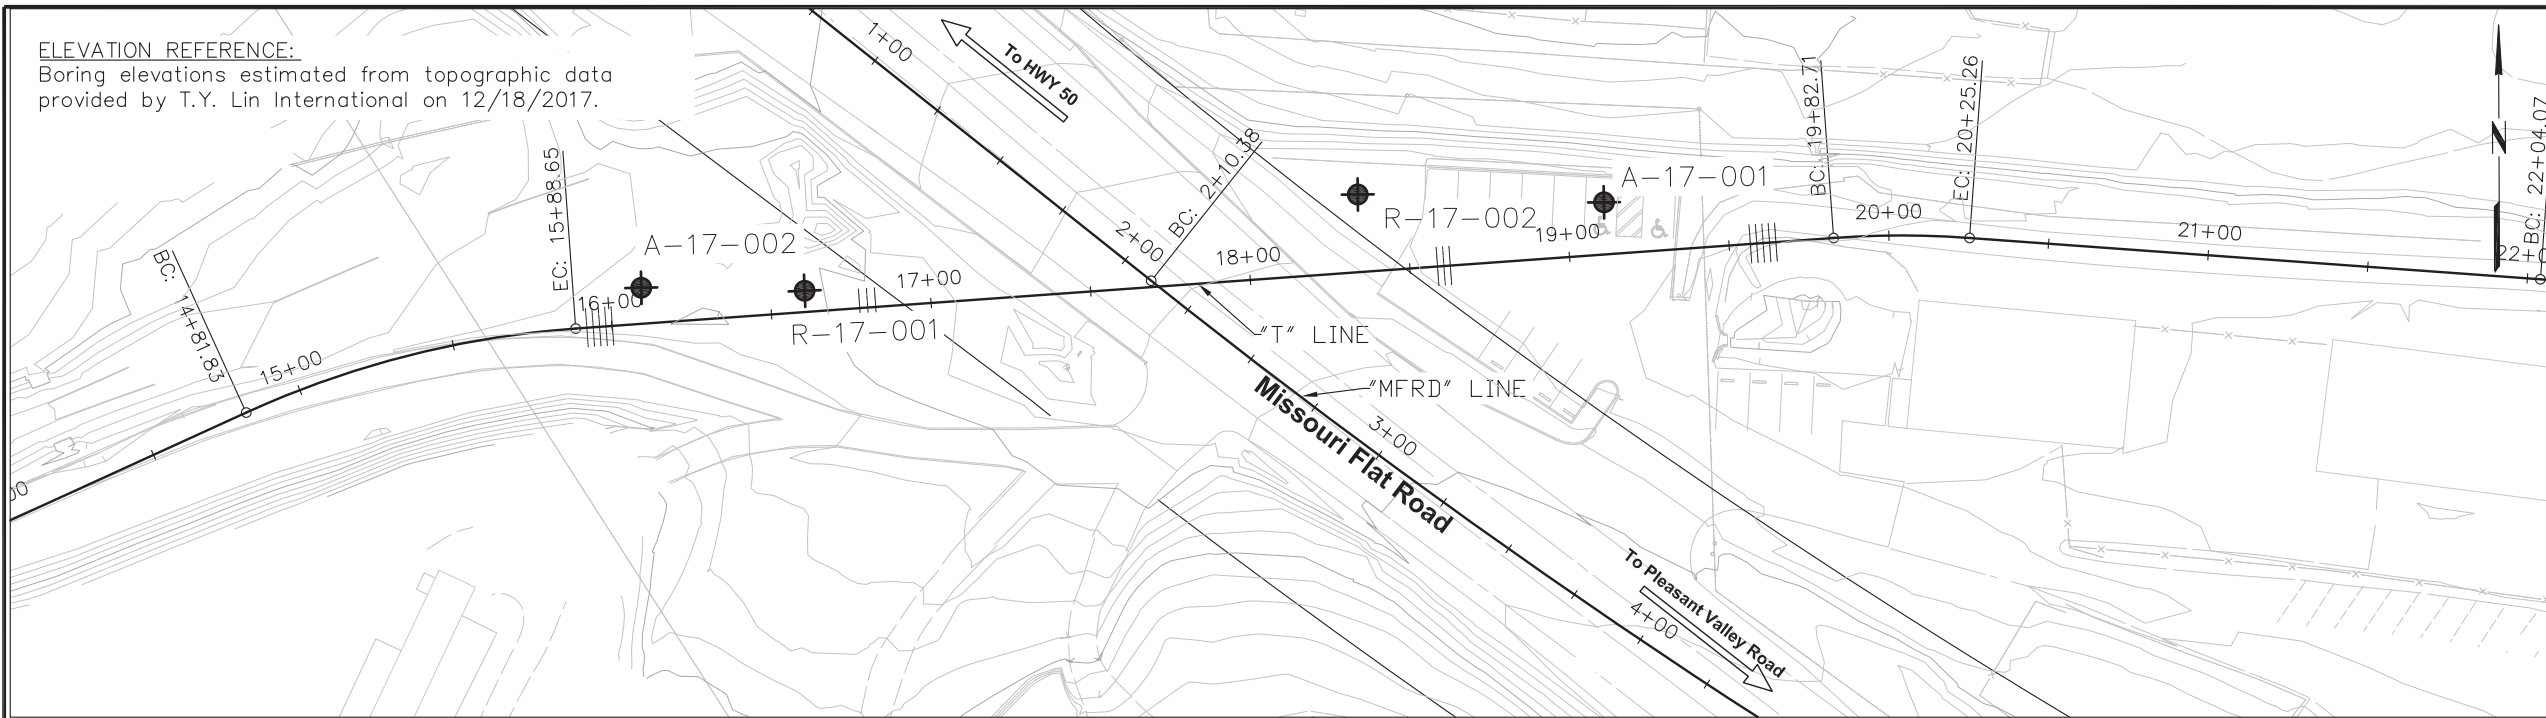 ELEVATION REFERENCE:
Boring elevations estimated from topographic data
provided by T.Y. Lin International on 12/18/2017.
1+00
To HWY 50
BC: 19+82.71
EC: 20+25.26
N
BC: 22+04.07
EC: 15+88.65
BC: 2+10.38
A-17-001
R-17-002
20+00
21+00
22+0
19+00
A-17-002
2+00
18+00
BC: 14+81.83
16+00
17+00
R-17-001
"T" LINE
15+00
"MFRD" LINE
Missouri Flat Road
3+00
00
To Pleasant Valley Road
4+00